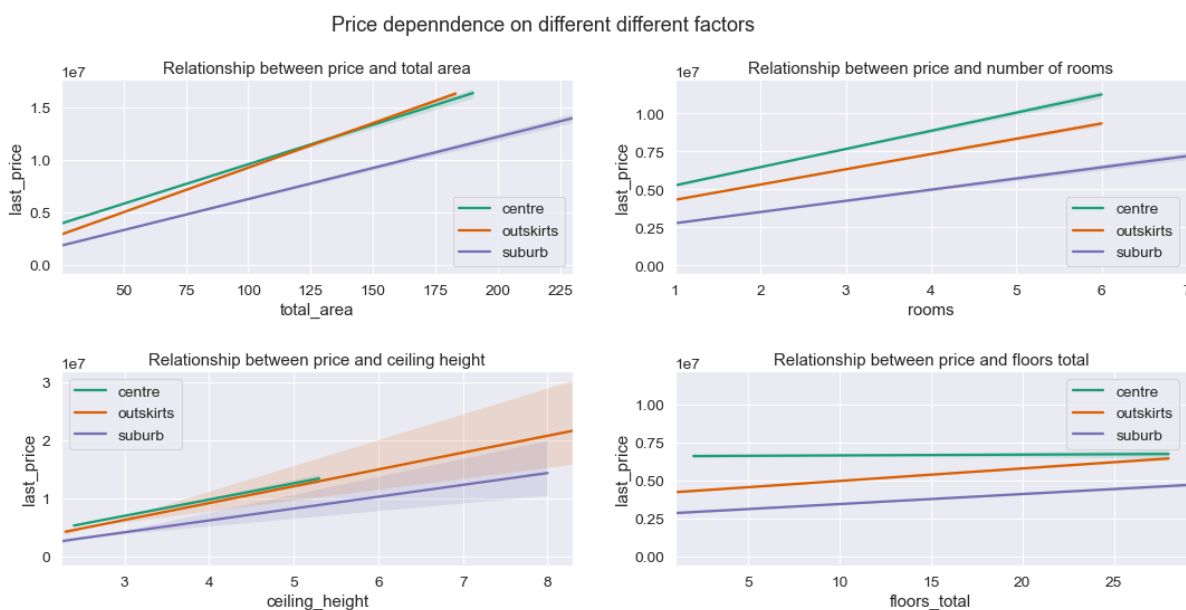 Price depenndence on different different factors
Relationship between price and total area
1e7
1.5
1.0
0.5
0.0
last_price
centre
outskirts
suburb
50 75 100 125 150 175 200 225
total_area
Relationship between price and number of rooms
1e7
1.00
0.75
0.50
0.25
0.00
last_price
centre
outskirts
suburb
1 2 3 4 5 6 7
rooms
Relationship between price and ceiling height
1e7
3
2
1
0
last_price
centre
outskirts
suburb
3 4 5 6 7 8
ceiling_height
Relationship between price and floors total
1e7
1.00
0.75
0.50
0.25
0.00
last_price
centre
outskirts
suburb
5 10 15 20 25
floors_total